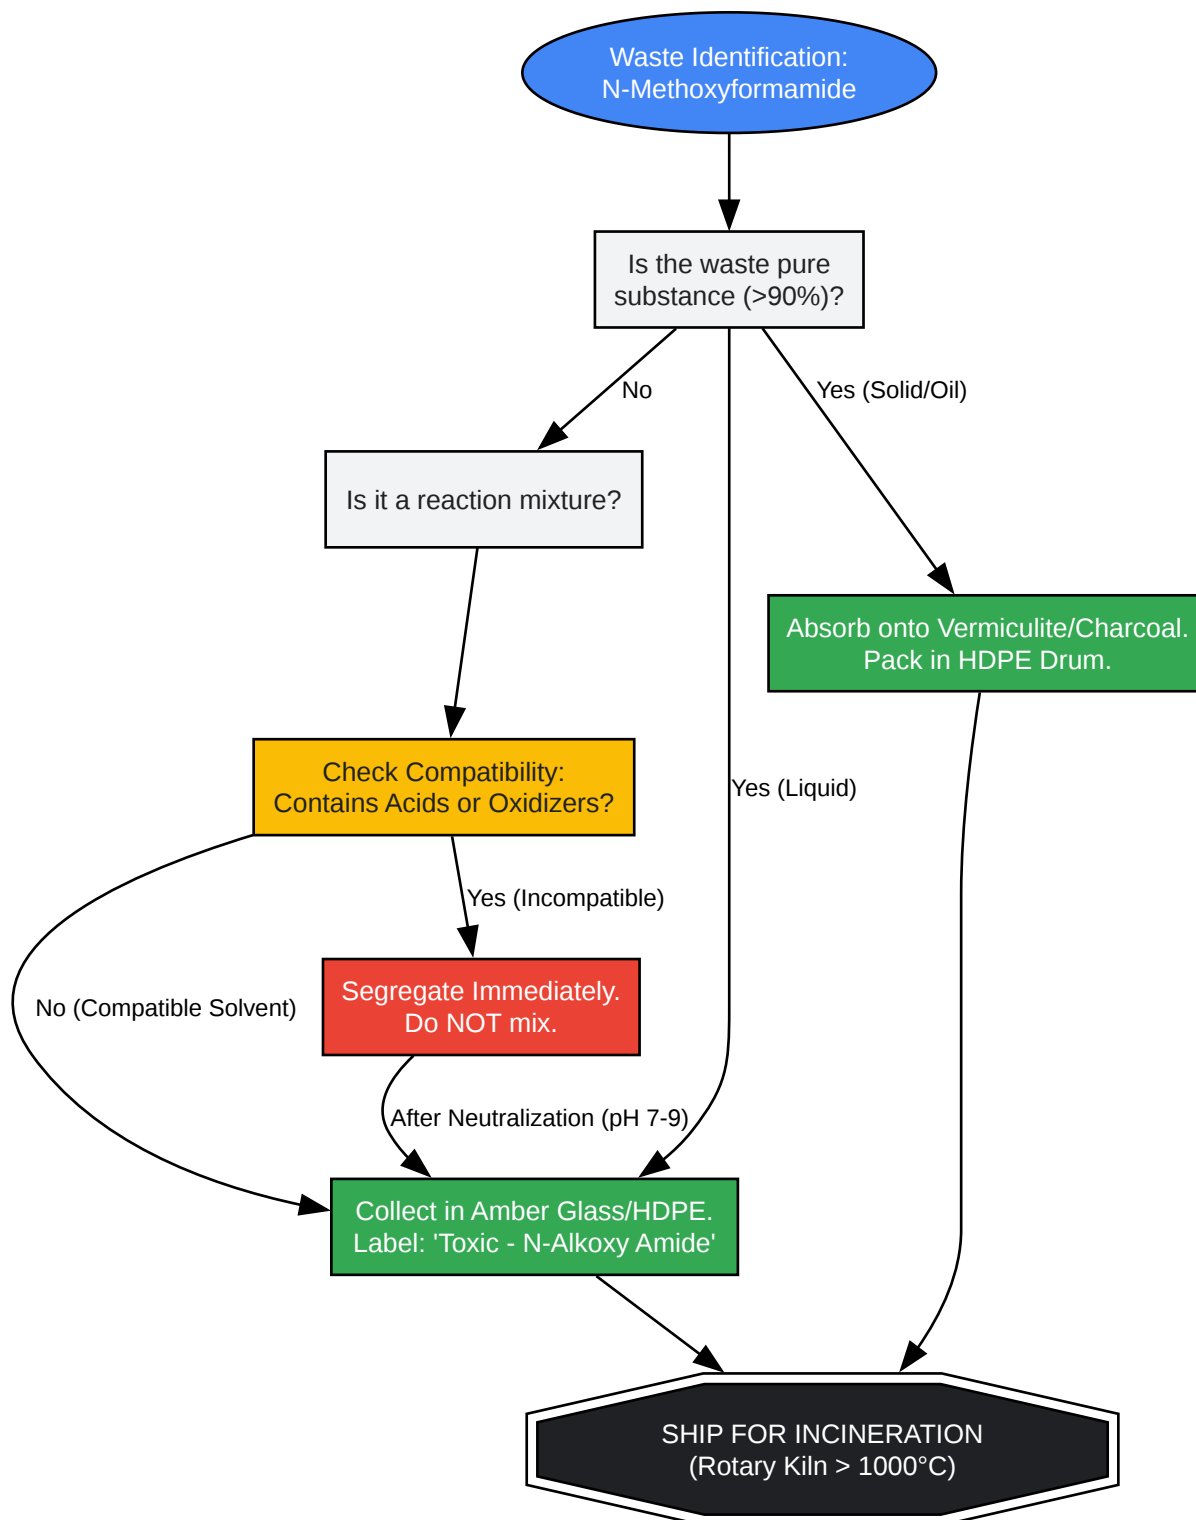 Waste Identification:
N-Methoxyformamide
Is the waste pure
substance (>90%)?
No
Yes (Solid/Oil)
Is it a reaction mixture?
Absorb onto Vermiculite/Charcoal.
Pack in HDPE Drum.
Check Compatibility:
Contains Acids or Oxidizers?
Yes (Liquid)
Yes (Incompatible)
No (Compatible Solvent)
Segregate Immediately.
Do NOT mix.
After Neutralization (pH 7-9)
Collect in Amber Glass/HDPE.
Label: 'Toxic - N-Alkoxy Amide'
SHIP FOR INCINERATION
(Rotary Kiln > 1000°C)